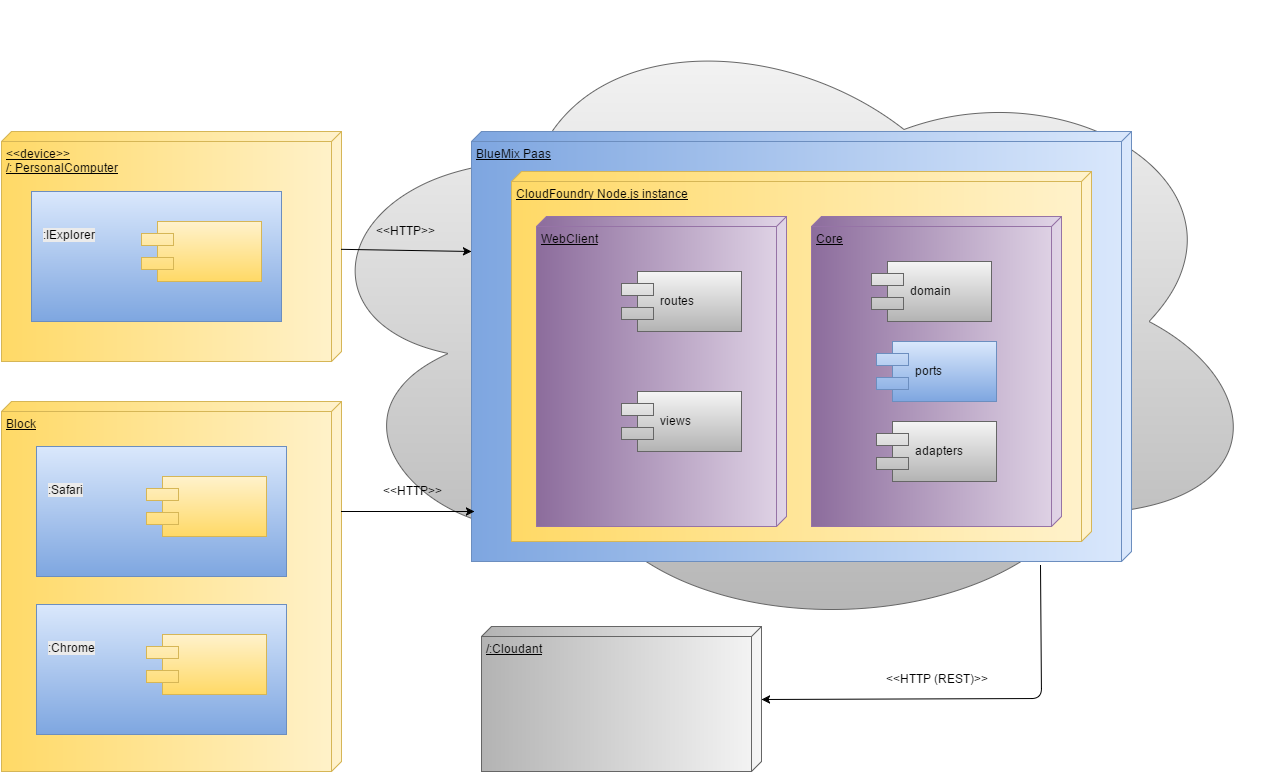 <<device>>
/: PersonalComputer
:IExplorer
<<HTTP>>
BlueMix Paas
CloudFoundry Node.js instance
WebClient
routes
views
Core
domain
ports
adapters
Block
:Safari
:Chrome
<<HTTP>>
/:Cloudant
<<HTTP (REST)>>